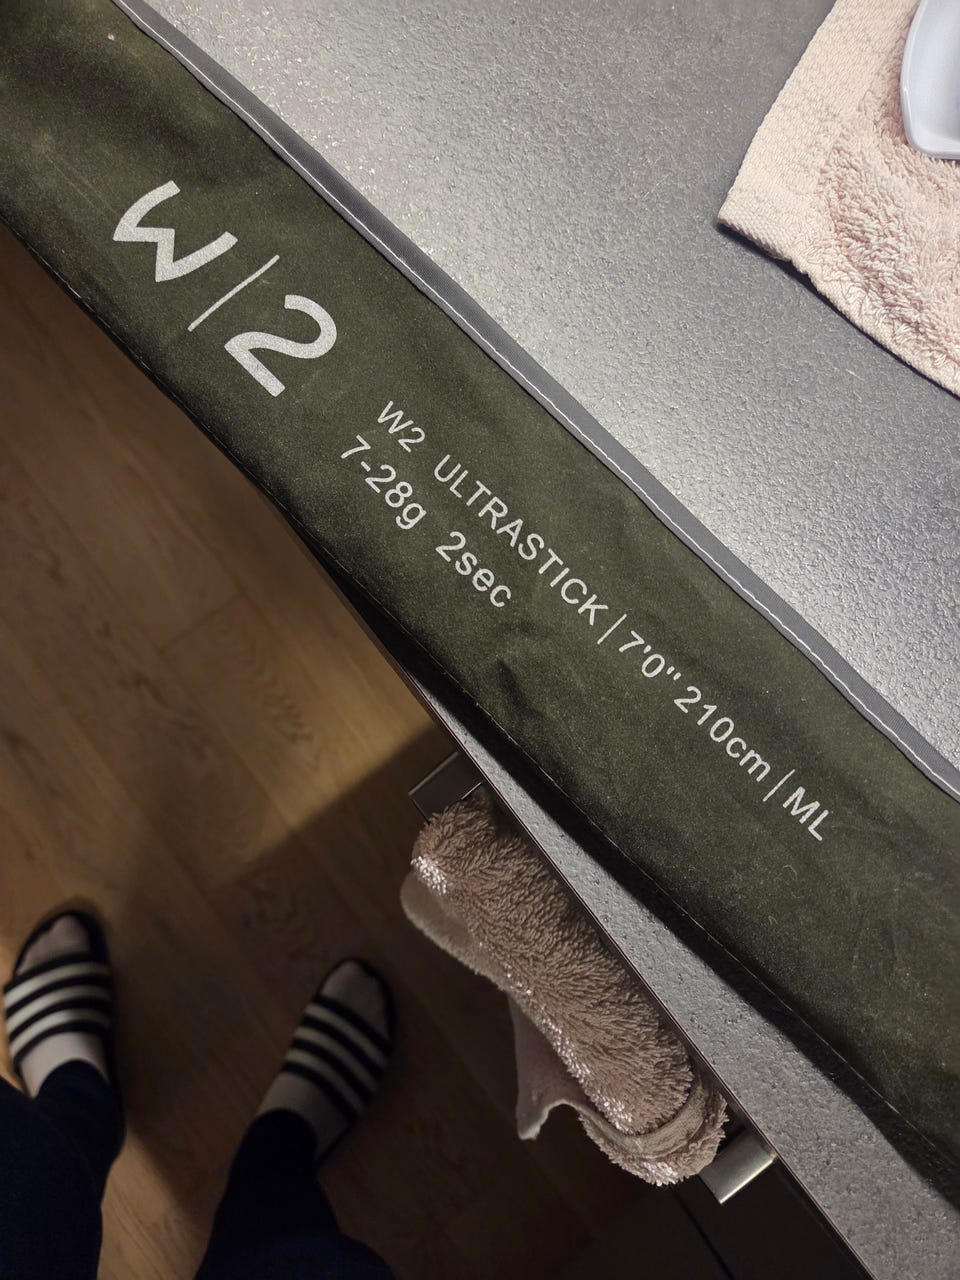 W|2
W2 ULTRASTICK | 7'0" 210cm | ML
7-28g 2sec